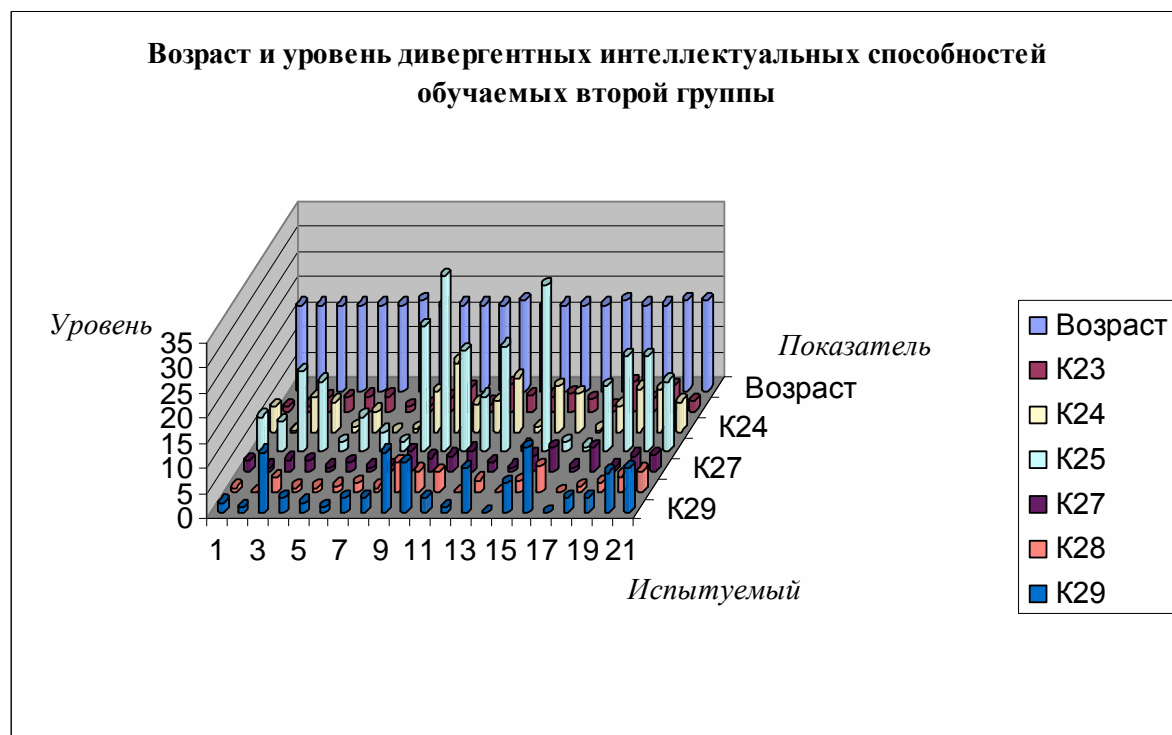 Возраст и уровень дивергентных интеллектуальных способностей
обучаемых второй группы
Уровень
35
30
25
20
15
10
5
0
1 3 5 7 9 11 13 15 17 19 21
Испытуемый
Показатель
Возраст
К24
К27
К29
Возраст
К23
К24
К25
К27
К28
К29